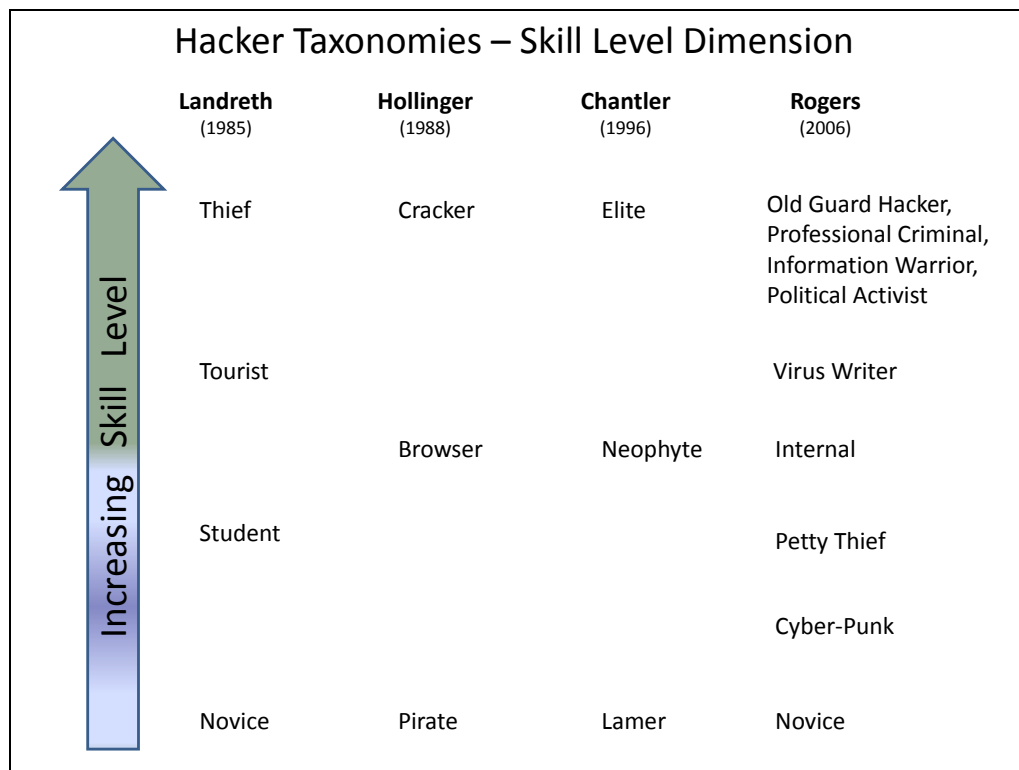 Hacker Taxonomies – Skill Level Dimension
Landreth Hollinger Chantler Rogers
(1985) (1988) (1996) (2006)
Increasing Skill Level
Thief Cracker Elite Old Guard Hacker,
Professional Criminal,
Information Warrior,
Political Activist
Tourist Virus Writer
Browser Neophyte Internal
Student Petty Thief
Cyber-Punk
Novice Pirate Lamer Novice